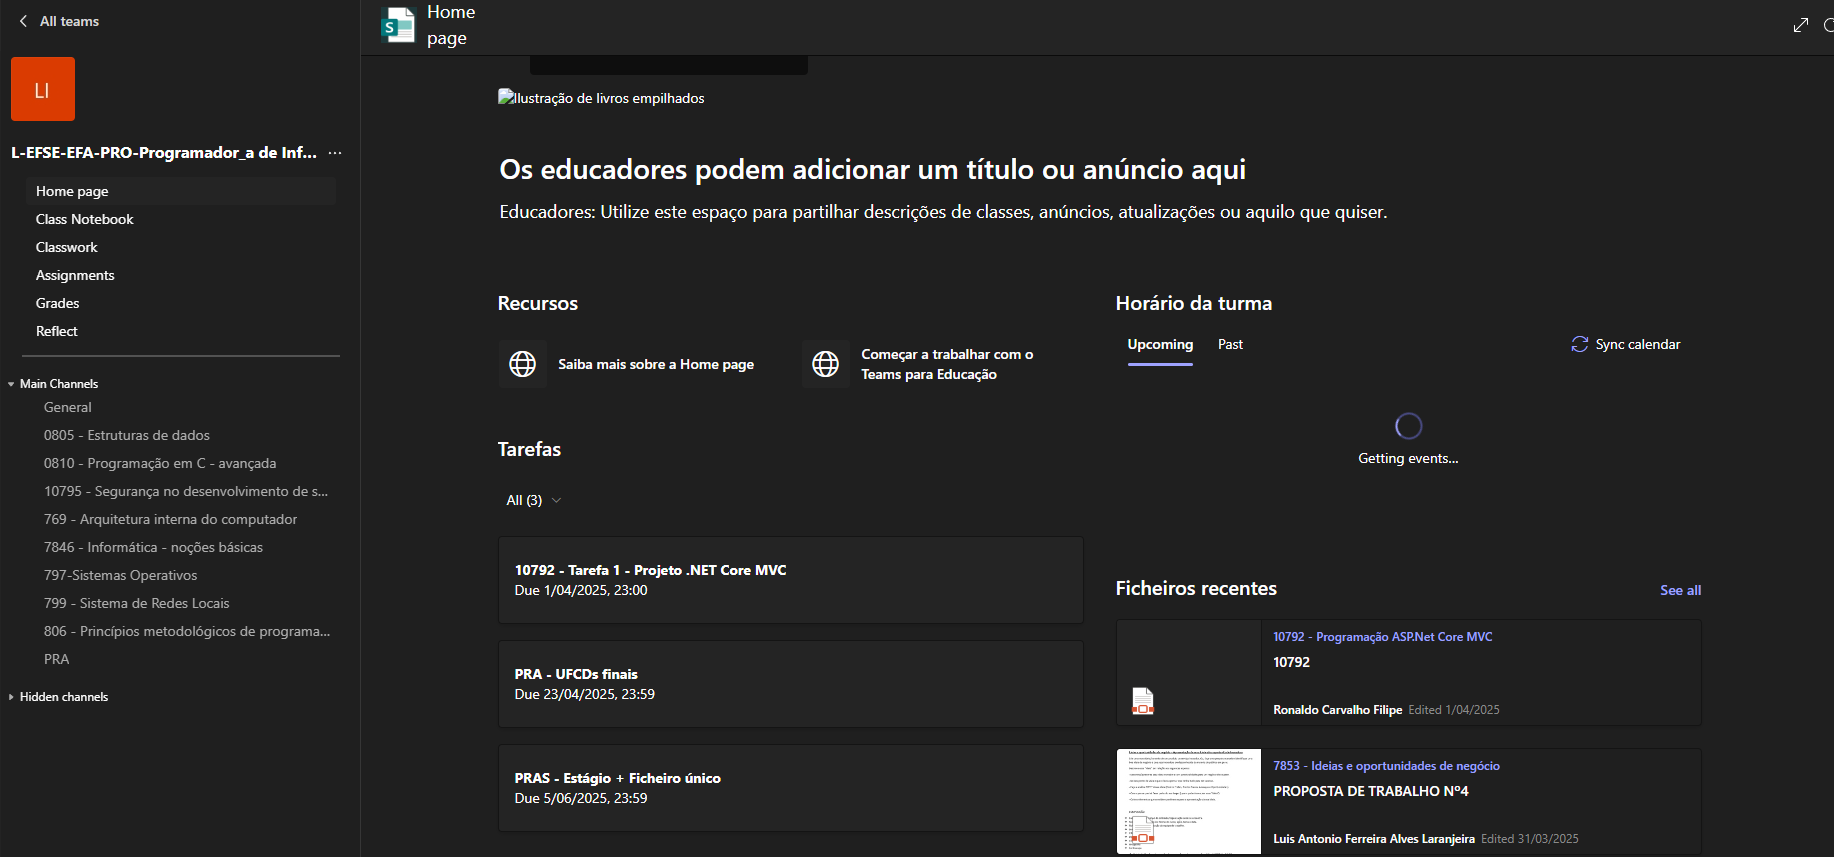 All teams
LI
L-EFSE-EFA-PRO-Programador_a de Inf... ...
Home page
Class Notebook
Classwork
Assignments
Grades
Reflect
Main Channels
General
0805 - Estruturas de dados
0810 - Programação em C - avançada
10795 - Segurança no desenvolvimento de s...
769 - Arquitetura interna do computador
7846 - Informática - noções básicas
797-Sistemas Operativos
799 - Sistema de Redes Locais
806 - Princípios metodológicos de programa...
PRA
Hidden channels
S
Home
page
Ilustração de livros empilhados
Os educadores podem adicionar um título ou anúncio aqui
Educadores: Utilize este espaço para partilhar descrições de classes, anúncios, atualizações ou aquilo que quiser.
Recursos
Saiba mais sobre a Home page
Começar a trabalhar com o
Teams para Educação
Tarefas
All (3)
10792 - Tarefa 1 - Projeto .NET Core MVC
Due 1/04/2025, 23:00
PRA - UFCDs finais
Due 23/04/2025, 23:59
PRAS - Estágio + Ficheiro único
Due 5/06/2025, 23:59
Horário da turma
Upcoming Past Sync calendar
Getting events...
Ficheiros recentes See all
10792 - Programação ASP.Net Core MVC
10792
Ronaldo Carvalho Filipe Edited 1/04/2025
7853 - Ideias e oportunidades de negócio
PROPOSTA DE TRABALHO Nº4
Luis Antonio Ferreira Alves Laranjeira Edited 31/03/2025